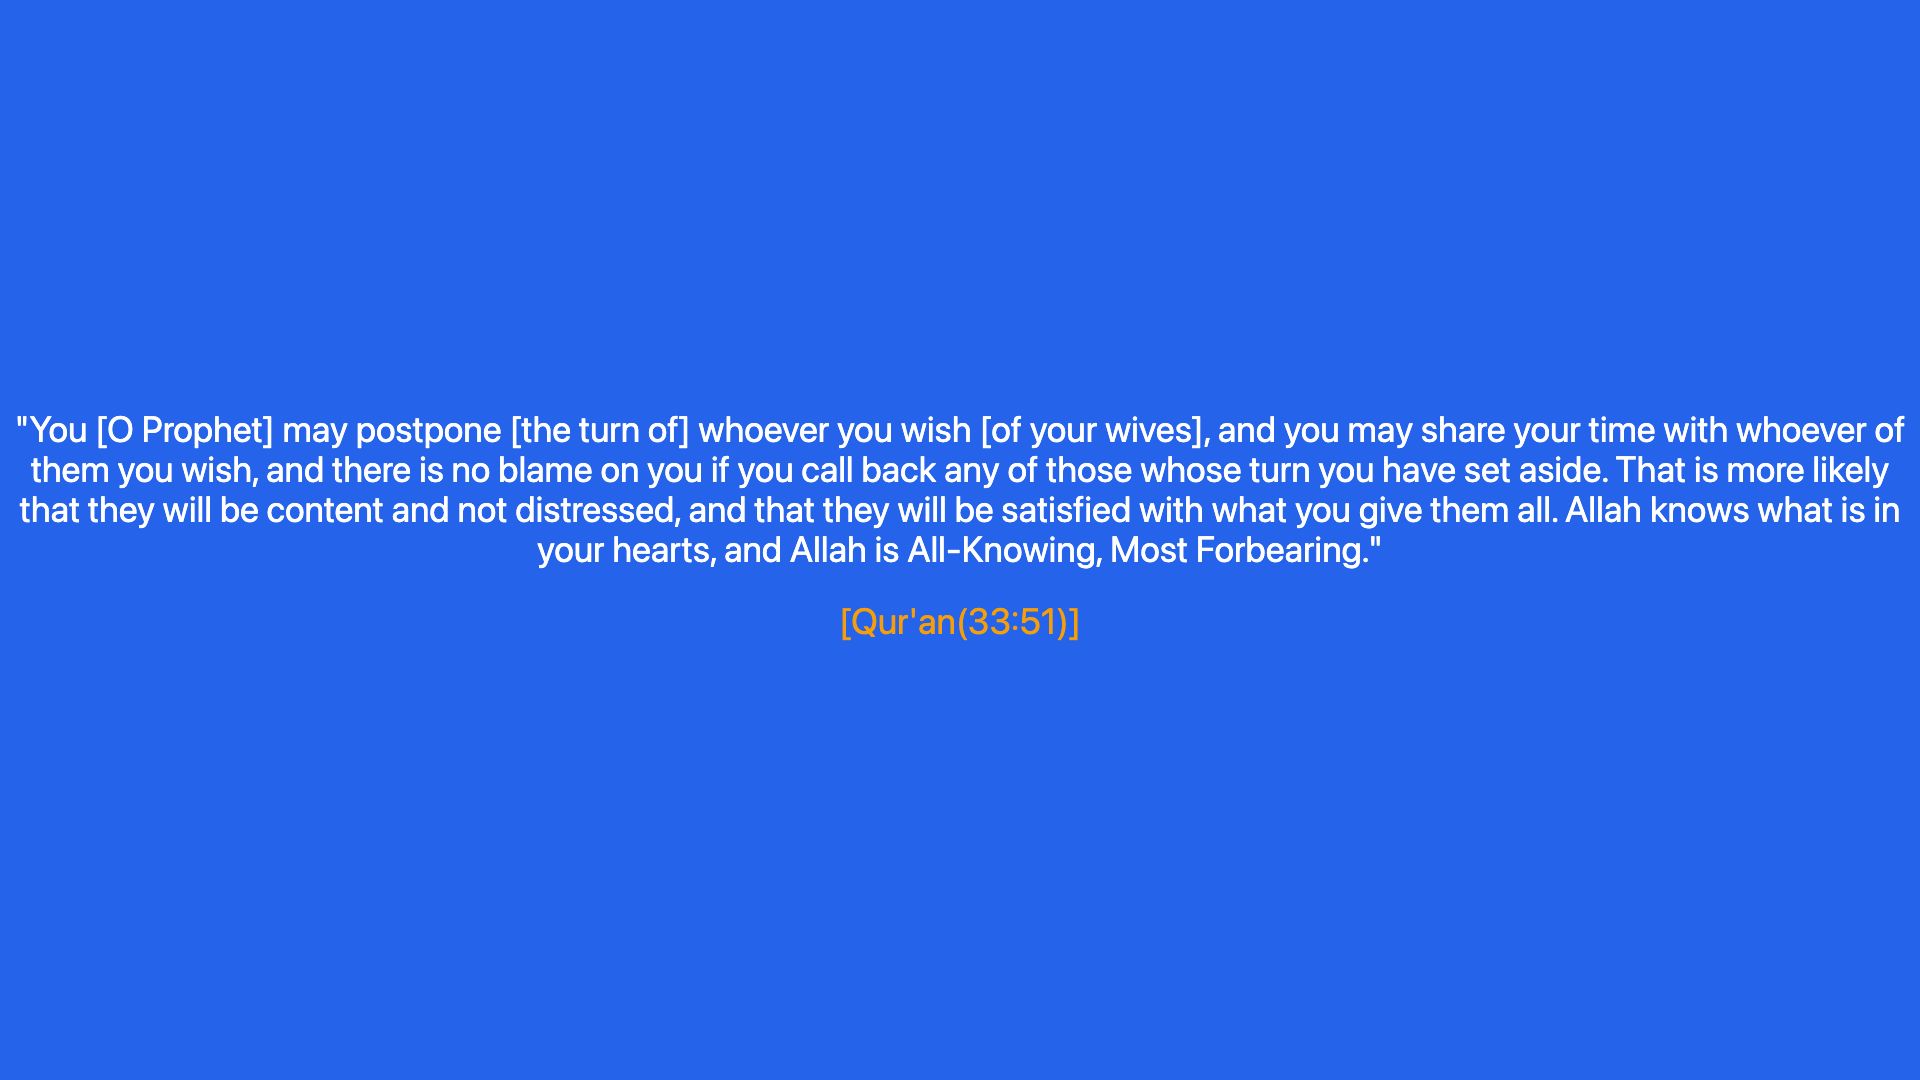 "You [O Prophet] may postpone [the turn of] whoever you wish [of your wives], and you may share your time with whoever of
them you wish, and there is no blame on you if you call back any of those whose turn you have set aside. That is more likely
that they will be content and not distressed, and that they will be satisfied with what you give them all. Allah knows what is in
your hearts, and Allah is All-Knowing, Most Forbearing."
[Qur'an(33:51)]